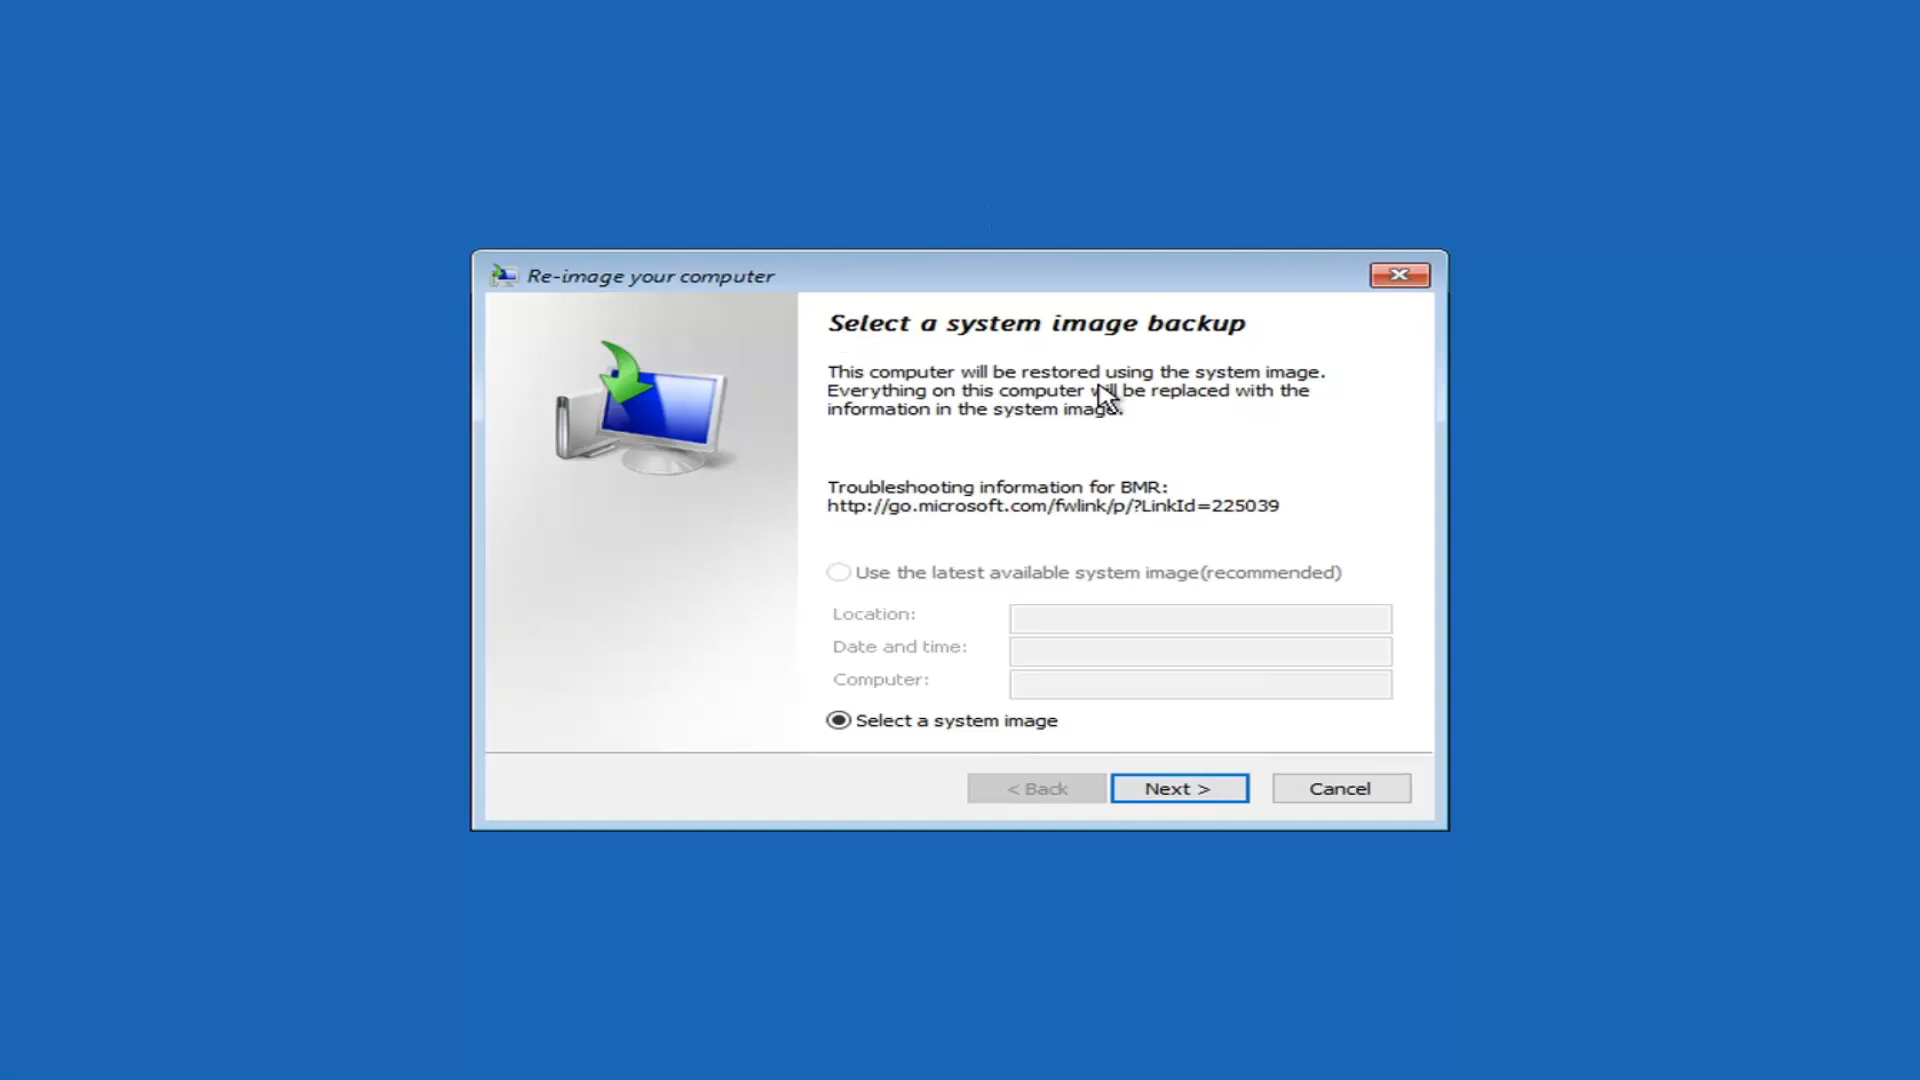 Re-image your computer
Select a system image backup
This computer will be restored using the system image.
Everything on this computer will be replaced with the
information in the system image.
Troubleshooting information for BMR:
http://go.microsoft.com/fwlink/p/?LinkId=225039
Use the latest available system image(recommended)
Location:
Date and time:
Computer:
Select a system image
< Back
Next >
Cancel